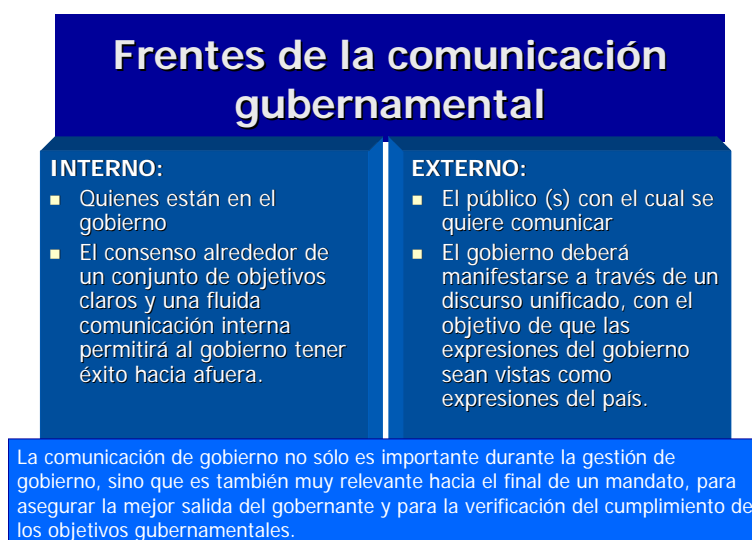 Frentes de la comunicación
gubernamental
INTERNO:
Quienes están en el
gobierno
El consenso alrededor de
un conjunto de objetivos
claros y una fluida
comunicación interna
permitirá al gobierno tener
éxito hacia afuera.
EXTERNO:
El público (s) con el cual se
quiere comunicar
El gobierno deberá
manifestarse a través de un
discurso unificado, con el
objetivo de que las
expresiones del gobierno
sean vistas como
expresiones del país.
La comunicación de gobierno no sólo es importante durante la gestión de
gobierno, sino que es también muy relevante hacia el final de un mandato, para
asegurar la mejor salida del gobernante y para la verificación del cumplimiento de
los objetivos gubernamentales.